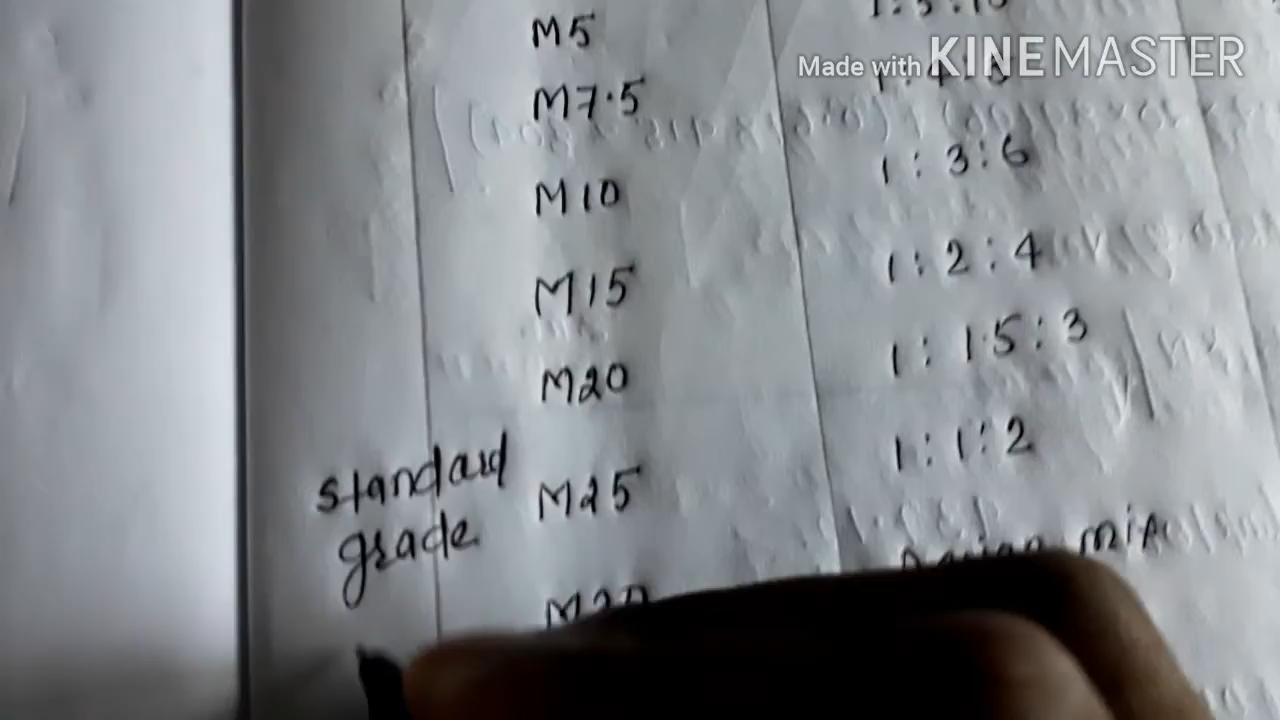 M5
Made with KINEMASTER
M7.5
M10 1 : 3 : 6
M15 1 : 2 : 4
M20 1 : 1.5 : 3
standard
grade
M25 1 : 1 : 2
mix